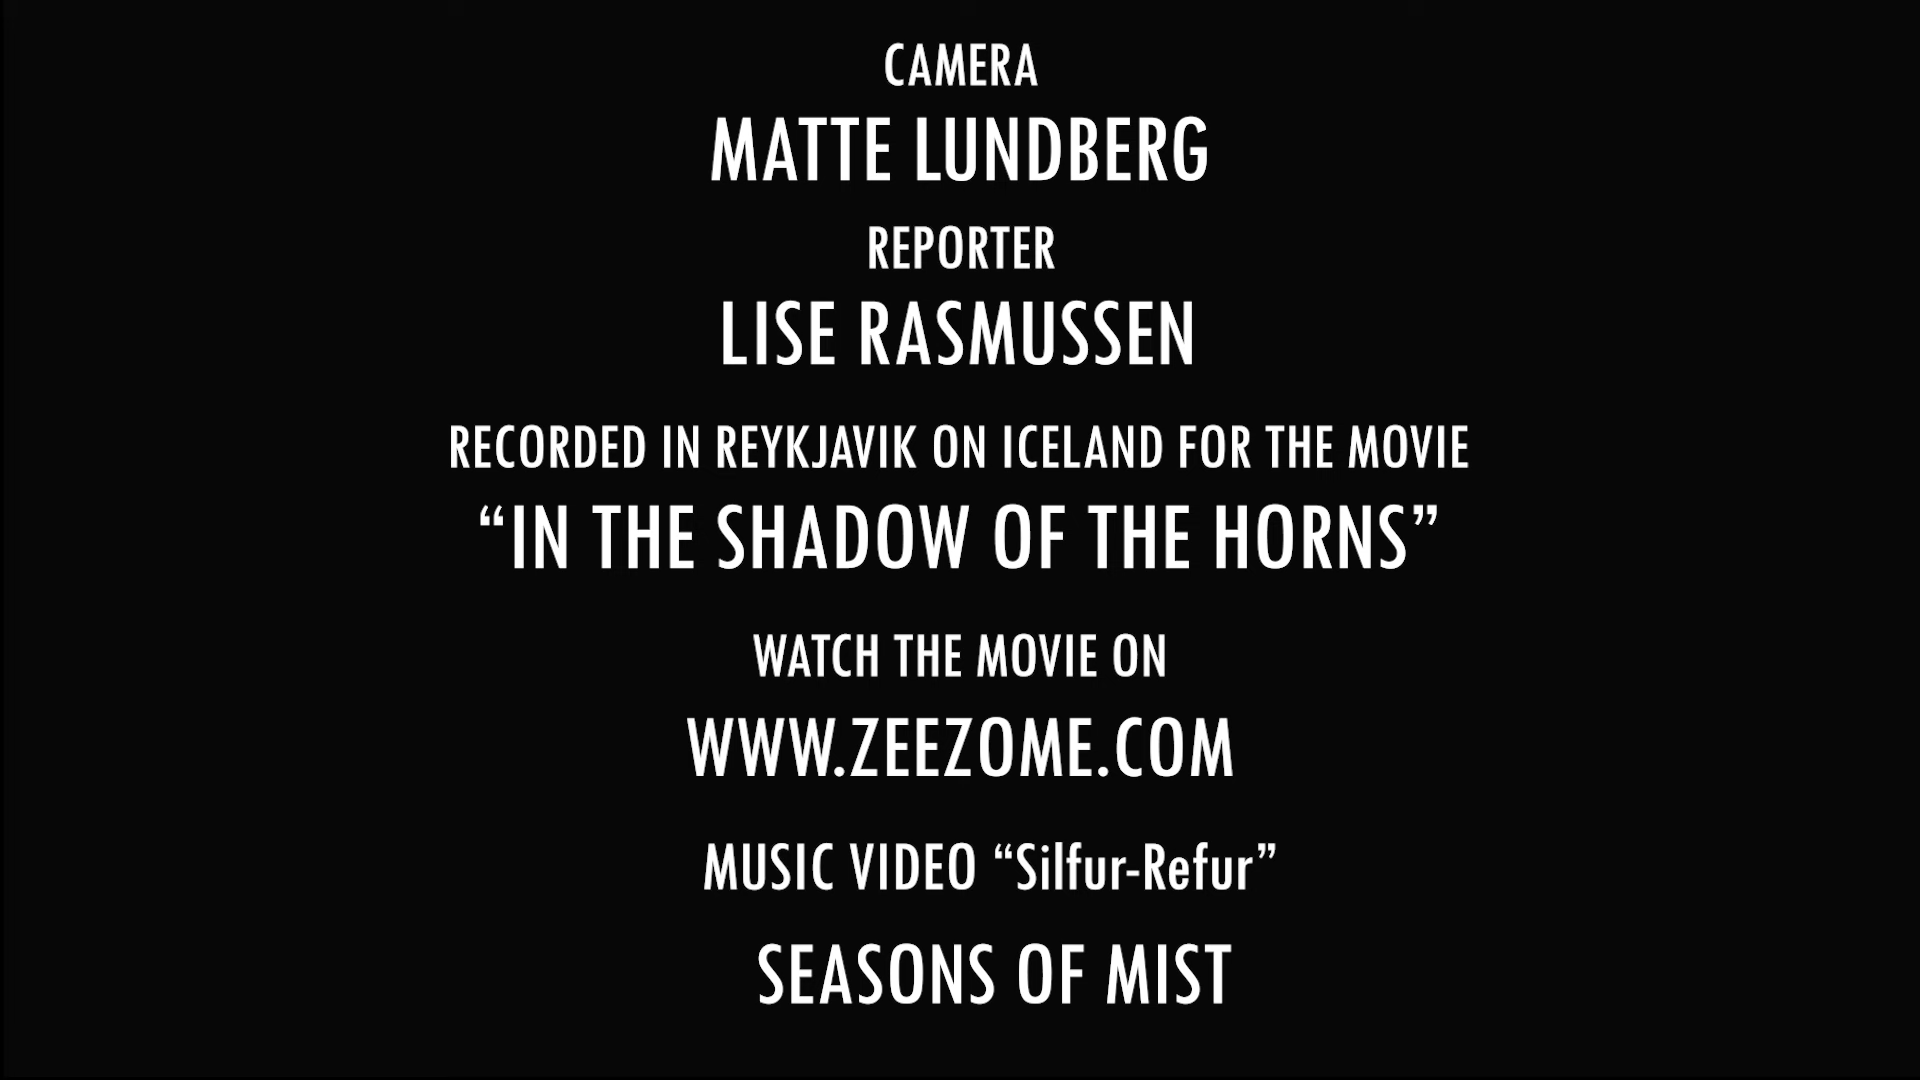 CAMERA
MATTE LUNDBERG
REPORTER
LISE RASMUSSEN
RECORDED IN REYKJAVIK ON ICELAND FOR THE MOVIE
“IN THE SHADOW OF THE HORNS”
WATCH THE MOVIE ON
WWW.ZEEZOME.COM
MUSIC VIDEO “Silfur-Refur”
SEASONS OF MIST